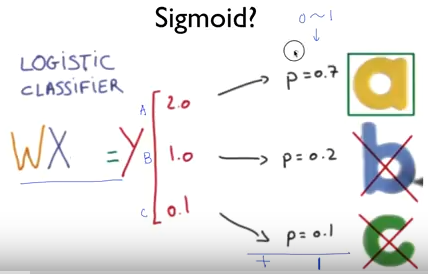 Sigmoid?
0 ~ 1
LOGISTIC
CLASSIFIER
WX = Y
A 2.0
B 1.0
C 0.1
p = 0.7
p = 0.2
p = 0.1
+ 1
a
b
c